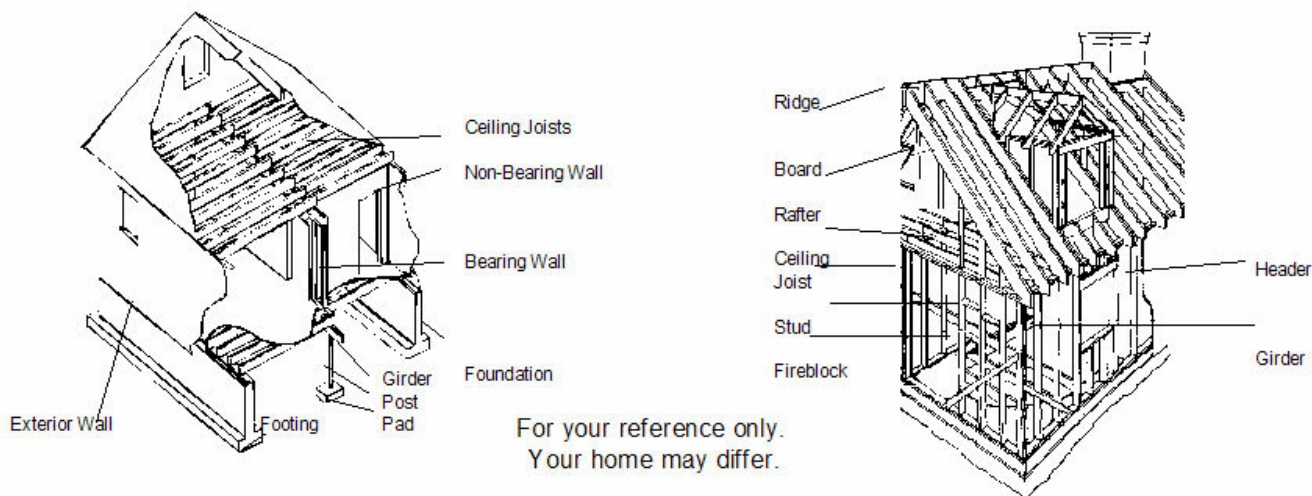 Ceiling Joists
Non-Bearing Wall
Bearing Wall
Foundation
Girder
Post
Pad
Exterior Wall
Footing
For your reference only.
Your home may differ.
Ridge
Board
Rafter
Ceiling
Joist
Stud
Fireblock
Header
Girder